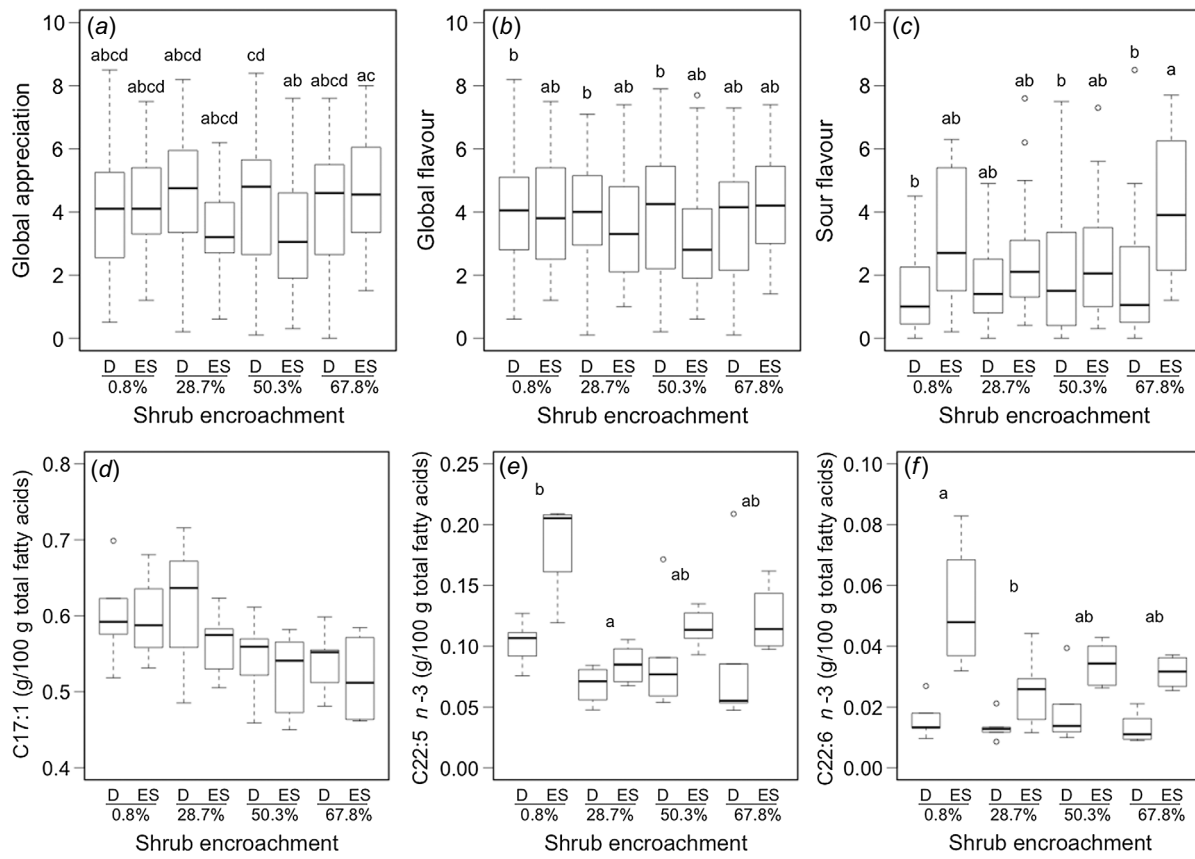 (a)
10
8
6
4
2
0
Global appreciation
abcd
abcd
abcd
abcd
cd
ab
abcd
ac
D ES D ES D ES D ES
0.8% 28.7% 50.3% 67.8%
Shrub encroachment
(b)
10
8
6
4
2
0
Global flavour
b
ab
b
ab
b
ab
ab
ab
D ES D ES D ES D ES
0.8% 28.7% 50.3% 67.8%
Shrub encroachment
(c)
10
8
6
4
2
0
Sour flavour
b
ab
ab
ab
b
ab
b
a
D ES D ES D ES D ES
0.8% 28.7% 50.3% 67.8%
Shrub encroachment
(d)
0.8
0.7
0.6
0.5
0.4
C17:1 (g/100 g total fatty acids)
D ES D ES D ES D ES
0.8% 28.7% 50.3% 67.8%
Shrub encroachment
(e)
0.25
0.20
0.15
0.10
0.05
0.00
C22:5 n -3 (g/100 g total fatty acids)
b
a
ab
ab
D ES D ES D ES D ES
0.8% 28.7% 50.3% 67.8%
Shrub encroachment
(f)
0.10
0.08
0.06
0.04
0.02
0.00
C22:6 n -3 (g/100 g total fatty acids)
a
b
ab
ab
D ES D ES D ES D ES
0.8% 28.7% 50.3% 67.8%
Shrub encroachment